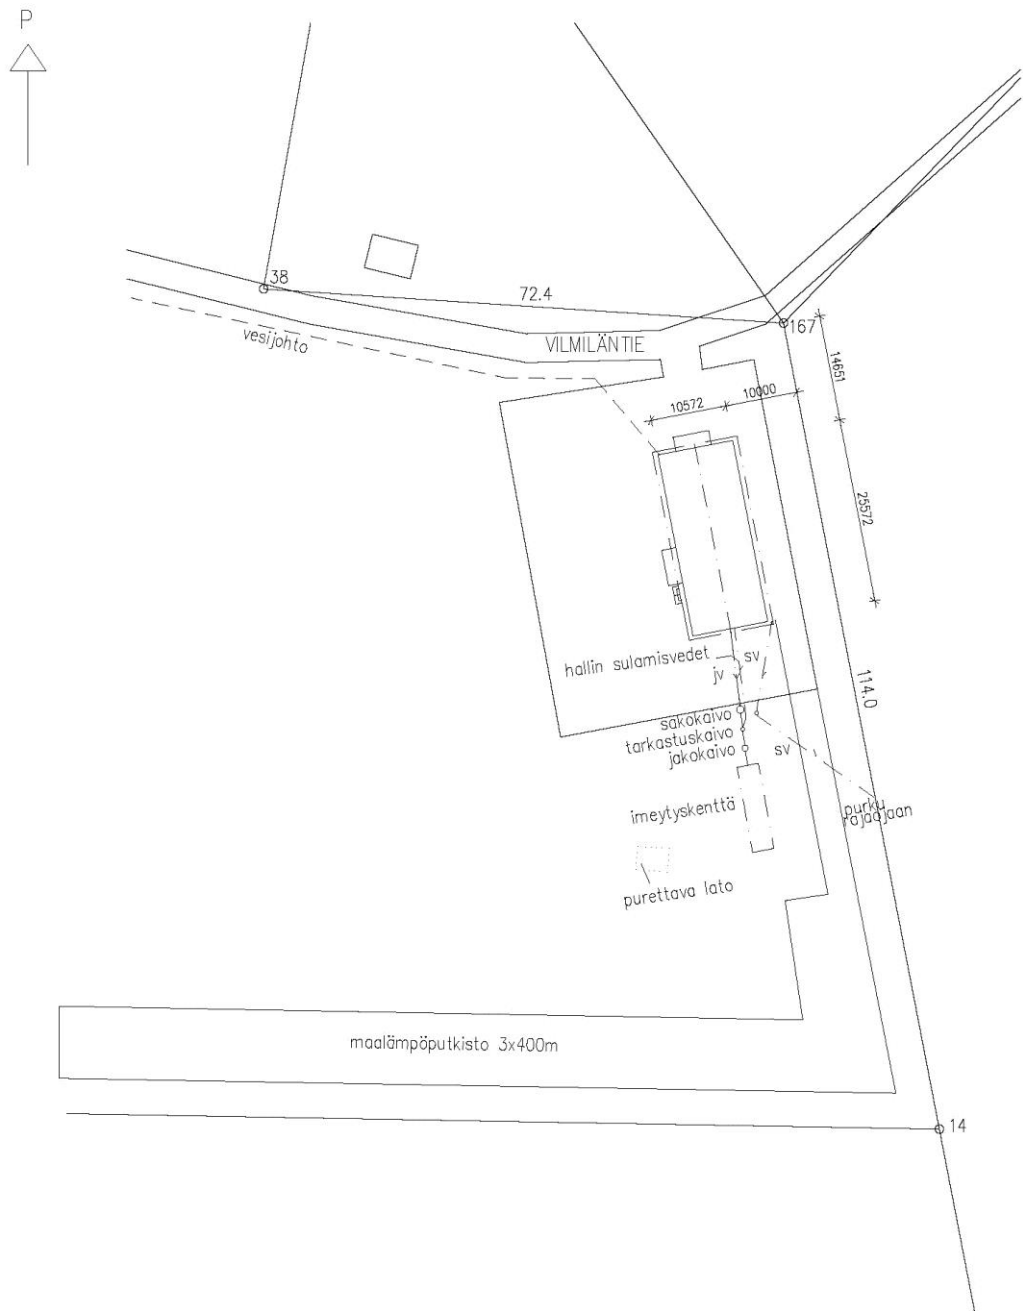 P
38
72.4
167
vesijohto
VILMILÄNTIE
14651
10572
10000
25572
hallin sulamisvedet
sv
jv
114.0
sakokaivo
tarkastuskaivo
jakokaivo
sv
imeytyskenttä
purku
rajaojaan
purettava lato
maalämpöputkisto 3x400m
14